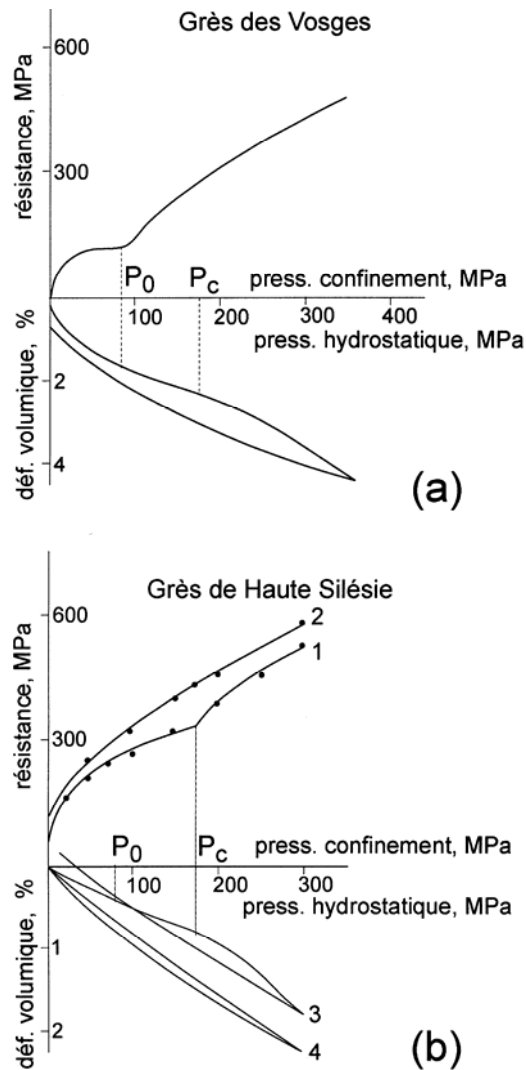 Grès des Vosges
600
300
résistance, MPa
P0
Pc
press. confinement, MPa
100
200
300
400
press. hydrostatique, MPa
déf. volumique, %
2
4
(a)
Grès de Haute Silésie
600
300
résistance, MPa
2
1
P0
Pc
press. confinement, MPa
100
200
300
press. hydrostatique, MPa
déf. volumique, %
1
2
3
4
(b)